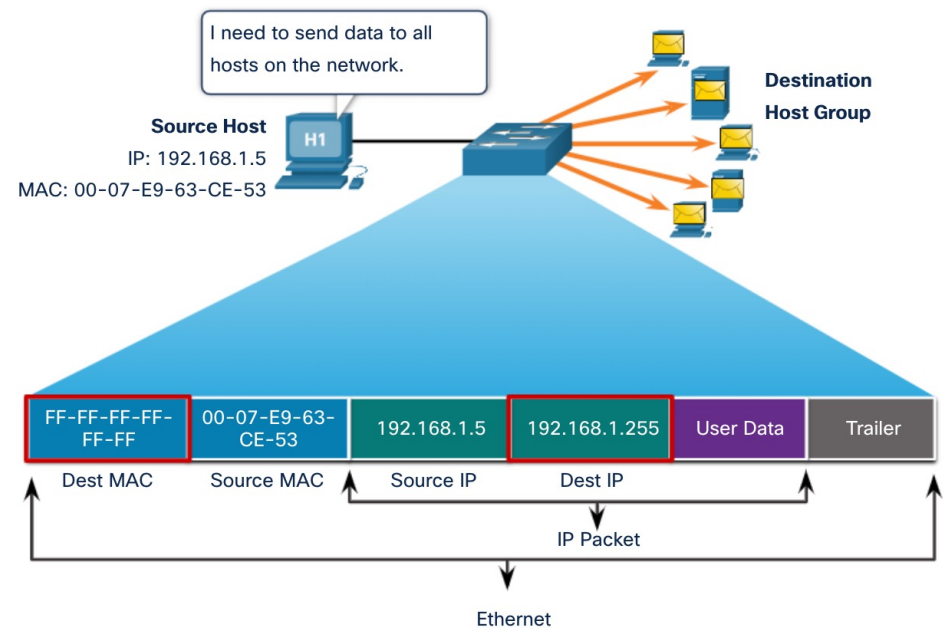 I need to send data to all
hosts on the network.
Destination
Host Group
Source Host
H1
IP: 192.168.1.5
MAC: 00-07-E9-63-CE-53
FF-FF-FF-FF-
FF-FF
00-07-E9-63-
CE-53
192.168.1.5
192.168.1.255
User Data
Trailer
Dest MAC
Source MAC
Source IP
Dest IP
IP Packet
Ethernet